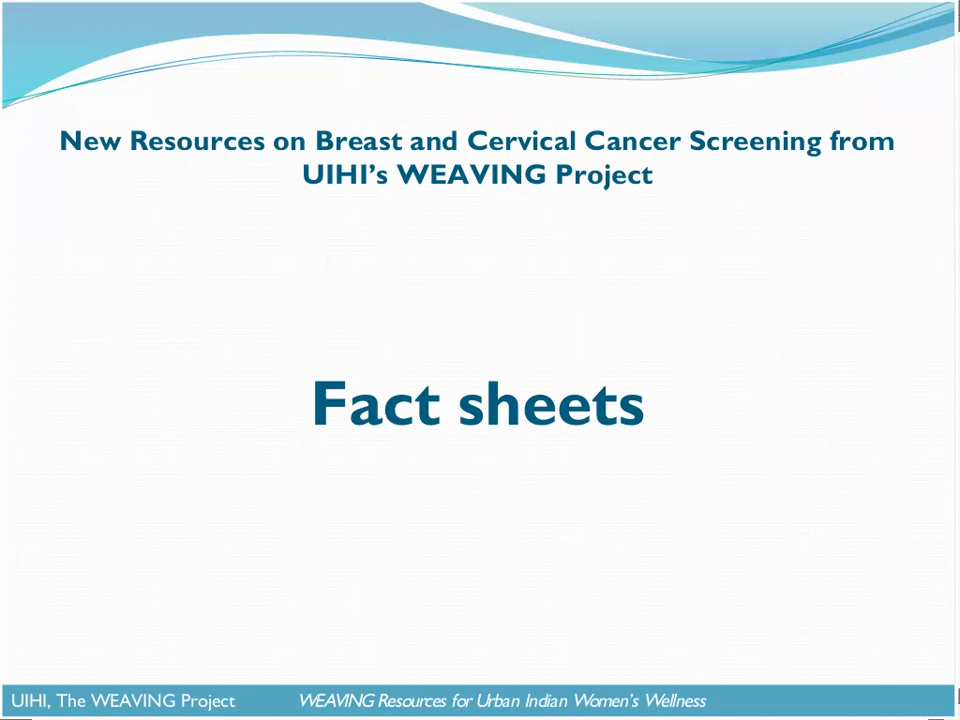 New Resources on Breast and Cervical Cancer Screening from
UIHI’s WEAVING Project
Fact sheets
UIHI, The WEAVING Project WEAVING Resources for Urban Indian Women’s Wellness